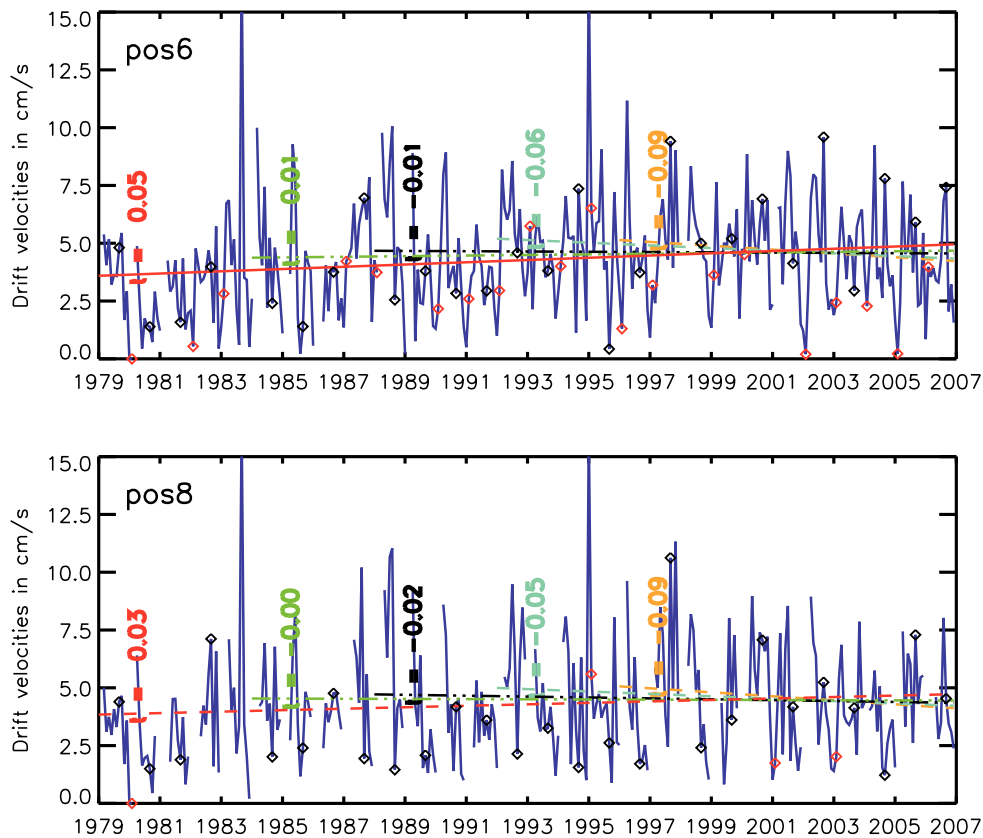 pos6
Drift velocities in cm/s
15.0
12.5
10.0
7.5
5.0
2.5
0.0
t = 0.05
t = 0.01
t = −0.01
t = −0.06
t = −0.09
1979 1981 1983 1985 1987 1989 1991 1993 1995 1997 1999 2001 2003 2005 2007
pos8
Drift velocities in cm/s
15.0
12.5
10.0
7.5
5.0
2.5
0.0
t = 0.03
t = −0.00
t = −0.02
t = −0.05
t = −0.09
1979 1981 1983 1985 1987 1989 1991 1993 1995 1997 1999 2001 2003 2005 2007